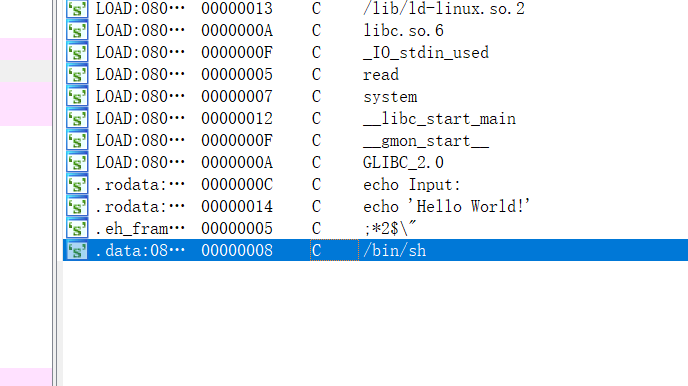 LOAD:080… 00000013 C /lib/ld-linux.so.2
LOAD:080… 0000000A C libc.so.6
LOAD:080… 0000000F C _IO_stdin_used
LOAD:080… 00000005 C read
LOAD:080… 00000007 C system
LOAD:080… 00000012 C __libc_start_main
LOAD:080… 0000000F C __gmon_start__
LOAD:080… 0000000A C GLIBC_2.0
.rodata:… 0000000C C echo Input:
.rodata:… 00000014 C echo 'Hello World!'
.eh_fram… 00000005 C ;*2$\"
.data:08… 00000008 C /bin/sh